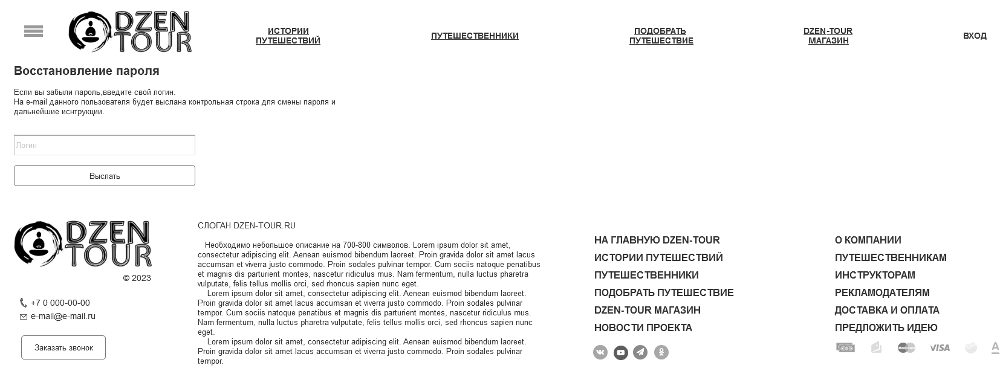 DZEN
TOUR
ИСТОРИИ
ПУТЕШЕСТВИЙ
ПУТЕШЕСТВЕННИКИ
ПОДОБРАТЬ
ПУТЕШЕСТВИЕ
DZEN-TOUR
МАГАЗИН
ВХОД
Восстановление пароля
Если вы забыли пароль,введите свой логин.
На e-mail данного пользователя будет выслана контрольная строка для смены пароля и
дальнейшие иснтрукции.
Логин
Выслать
DZEN
TOUR
© 2023
+7 0 000-00-00
e-mail@e-mail.ru
Заказать звонок
СЛОГАН DZEN-TOUR.RU
Необходимо небольшое описание на 700-800 символов. Lorem ipsum dolor sit amet,
consectetur adipiscing elit. Aenean euismod bibendum laoreet. Proin gravida dolor sit amet lacus
accumsan et viverra justo commodo. Proin sodales pulvinar tempor. Cum sociis natoque penatibus
et magnis dis parturient montes, nascetur ridiculus mus. Nam fermentum, nulla luctus pharetra
vulputate, felis tellus mollis orci, sed rhoncus sapien nunc eget.
Lorem ipsum dolor sit amet, consectetur adipiscing elit. Aenean euismod bibendum laoreet.
Proin gravida dolor sit amet lacus accumsan et viverra justo commodo. Proin sodales pulvinar
tempor. Cum sociis natoque penatibus et magnis dis parturient montes, nascetur ridiculus mus.
Nam fermentum, nulla luctus pharetra vulputate, felis tellus mollis orci, sed rhoncus sapien nunc
eget.
Lorem ipsum dolor sit amet, consectetur adipiscing elit. Aenean euismod bibendum laoreet.
Proin gravida dolor sit amet lacus accumsan et viverra justo commodo. Proin sodales pulvinar
tempor.
НА ГЛАВНУЮ DZEN-TOUR
ИСТОРИИ ПУТЕШЕСТВИЙ
ПУТЕШЕСТВЕННИКИ
ПОДОБРАТЬ ПУТЕШЕСТВИЕ
DZEN-TOUR МАГАЗИН
НОВОСТИ ПРОЕКТА
О КОМПАНИИ
ПУТЕШЕСТВЕННИКАМ
ИНСТРУКТОРАМ
РЕКЛАМОДАТЕЛЯМ
ДОСТАВКА И ОПЛАТА
ПРЕДЛОЖИТЬ ИДЕЮ
MasterCard
VISA
А